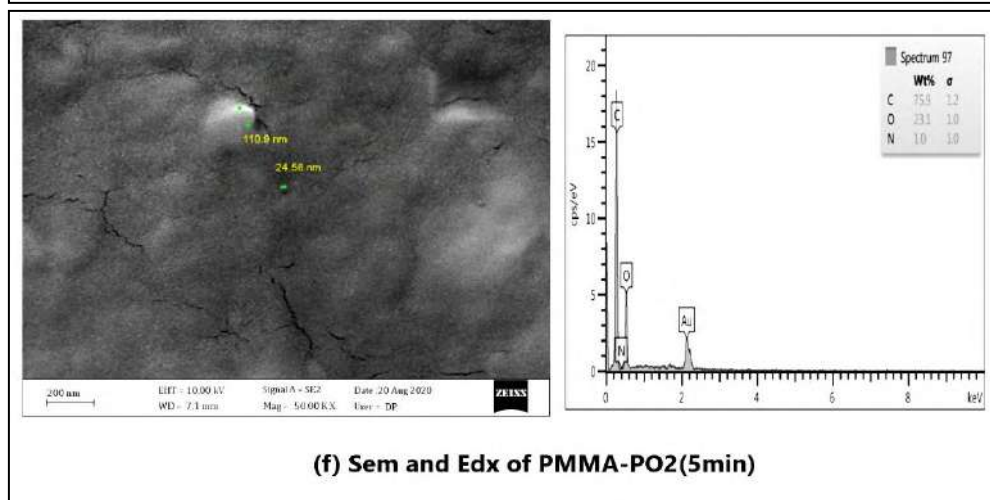 110.9 nm
24.56 nm
200 nm
EHT = 10.00 kV
WD = 7.1 mm
Signal A = SE2
Mag = 50.00 K X
Date :20 Aug 2020
User = DP
ZEISS
Spectrum 97
Wt% σ
C 75.9 1.2
O 23.1 1.0
N 1.0 1.0
cps/eV
20
15
10
5
0
C
O
N
Au
0 2 4 6 8 keV
(f) Sem and Edx of PMMA-PO2(5min)